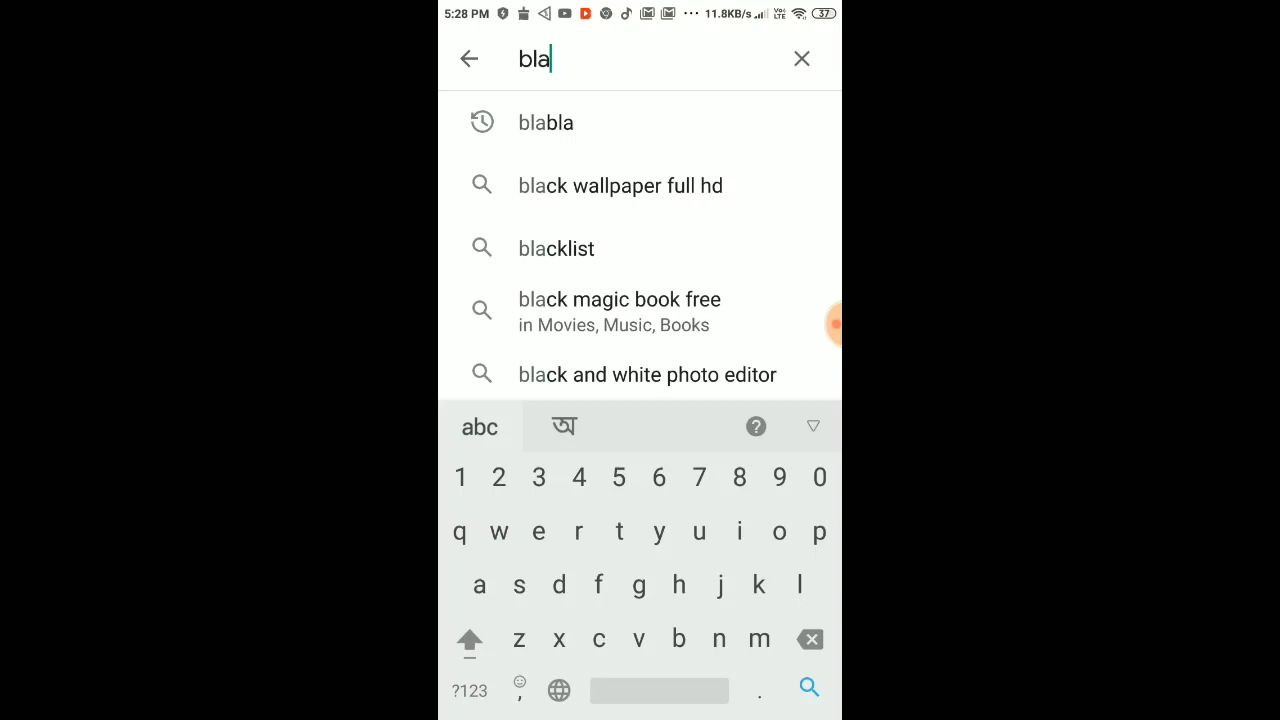 5:28 PM ... 11.8KB/s Vo LTE 37
bla
blabla
black wallpaper full hd
blacklist
black magic book free
in Movies, Music, Books
black and white photo editor
abc অ ?
1 2 3 4 5 6 7 8 9 0
q w e r t y u i o p
a s d f g h j k l
z x c v b n m
?123 , .